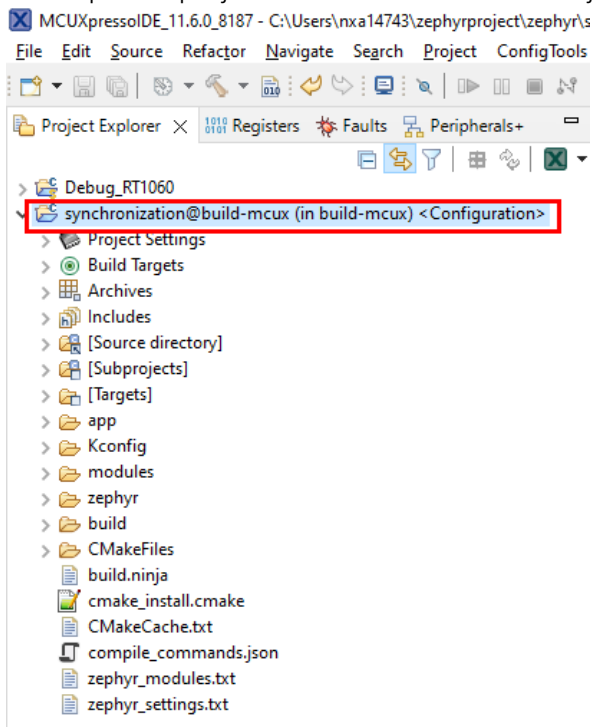 MCUXpressoIDE_11.6.0_8187 - C:\Users\nxa14743\zephyrproject\zephyr\s
File Edit Source Refactor Navigate Search Project ConfigTools
Project Explorer Registers Faults Peripherals+
Debug_RT1060
synchronization@build-mcux (in build-mcux) <Configuration>
Project Settings
Build Targets
Archives
Includes
[Source directory]
[Subprojects]
[Targets]
app
Kconfig
modules
zephyr
build
CMakeFiles
build.ninja
cmake_install.cmake
CMakeCache.txt
compile_commands.json
zephyr_modules.txt
zephyr_settings.txt